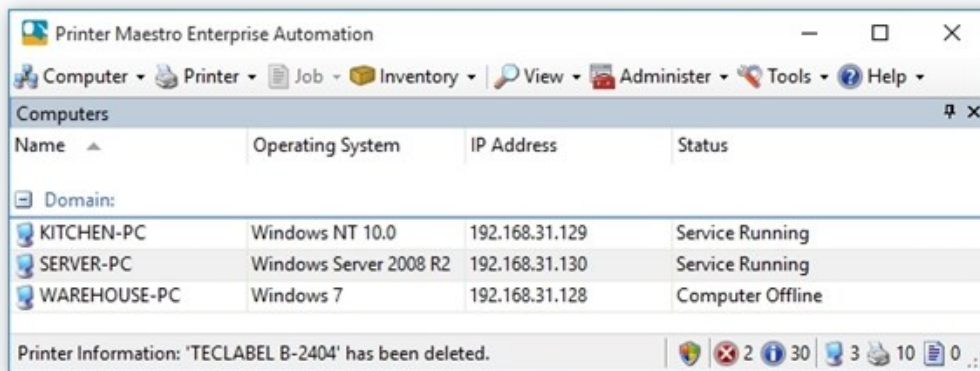 Printer Maestro Enterprise Automation
Computer Printer Job Inventory View Administer Tools Help
Computers
Name Operating System IP Address Status
Domain:
KITCHEN-PC Windows NT 10.0 192.168.31.129 Service Running
SERVER-PC Windows Server 2008 R2 192.168.31.130 Service Running
WAREHOUSE-PC Windows 7 192.168.31.128 Computer Offline
Printer Information: 'TECLABEL B-2404' has been deleted. 2 30 3 10 0